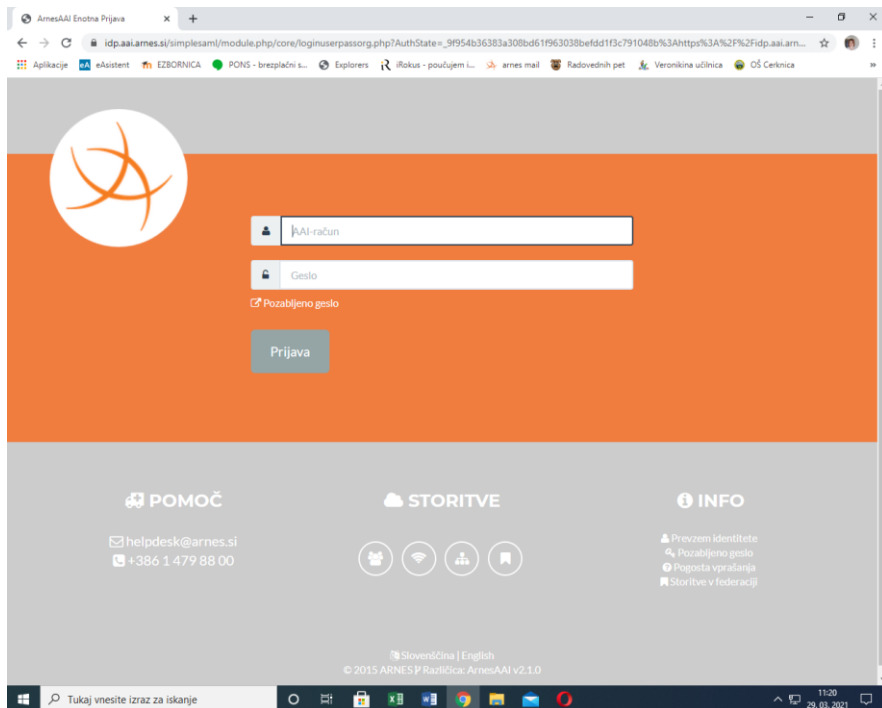 ArnesAAI Enotna Prijava
idp.aai.arnes.si/simplesaml/module.php/core/loginuserpassorg.php?AuthState=_9f954b36383a308bd61f963038befdd1f3c791048b%3Ahttps%3A%2F%2Fidp.aai.arn...
Aplikacije eA eAsistent EZBORNICA PONS - brezplačni s... Explorers iRokus - poučujem i... arnes mail Radovednih pet Veronikina učilnica OŠ Cerknica »
AAI-račun
Geslo
Pozabljeno geslo
Prijava
POMOČ
helpdesk@arnes.si
+386 1 479 88 00
STORITVE
INFO
Prevzem identitete
Pozabljeno geslo
Pogosta vprašanja
Storitve v federaciji
Slovenščina | English
© 2015 ARNES Različica: ArnesAAI v2.1.0
Tukaj vnesite izraz za iskanje
11:20
29. 03. 2021